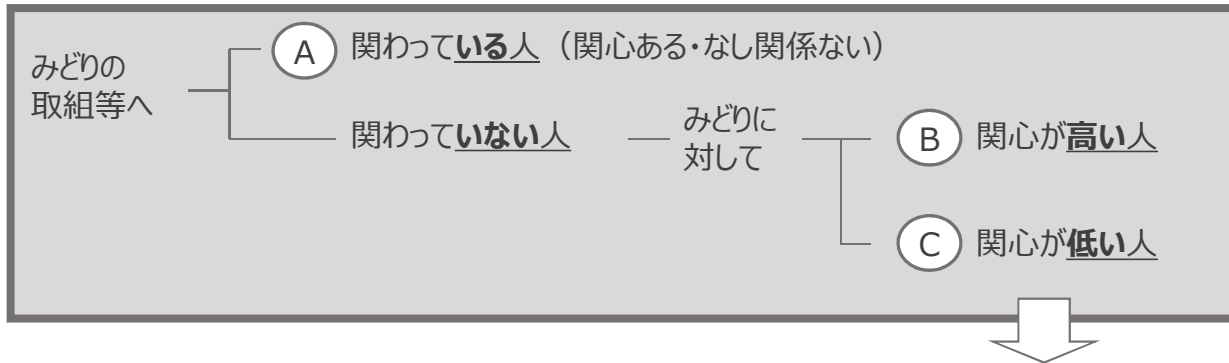 みどりの
取組等へ
A 関わっている人（関心ある・なし関係ない）
関わっていない人
みどりに
対して
B 関心が高い人
C 関心が低い人